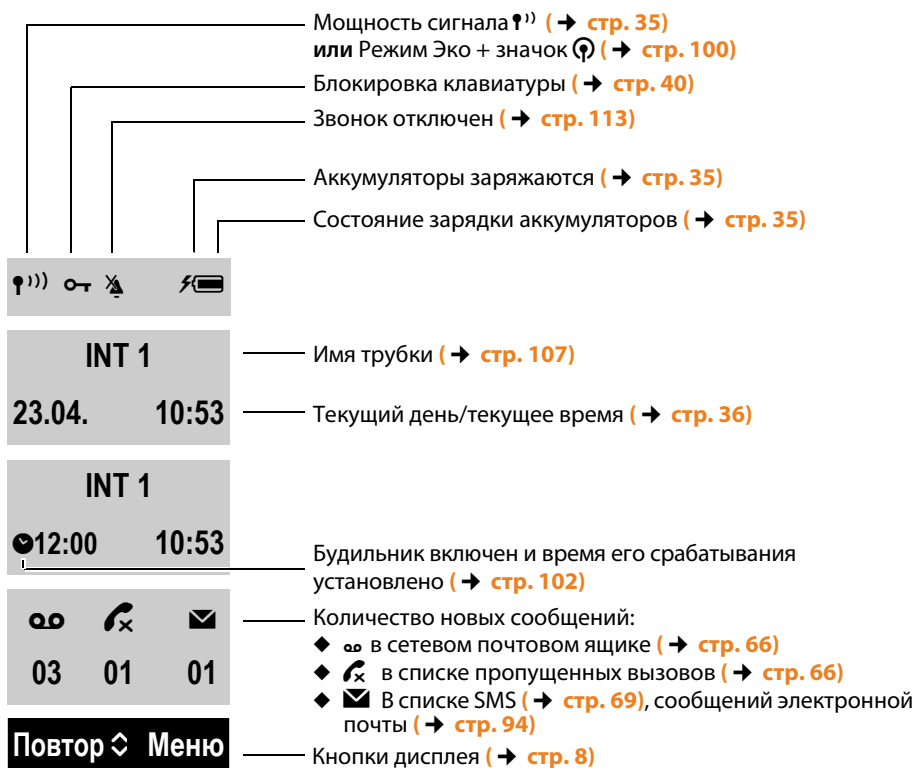 Мощность сигнала ( ➔ стр. 35)
или Режим Эко + значок ( ➔ стр. 100)
Блокировка клавиатуры ( ➔ стр. 40)
Звонок отключен ( ➔ стр. 113)
Аккумуляторы заряжаются ( ➔ стр. 35)
Состояние зарядки аккумуляторов ( ➔ стр. 35)
INT 1
Имя трубки ( ➔ стр. 107)
23.04. 10:53
Текущий день/текущее время ( ➔ стр. 36)
INT 1
12:00 10:53
Будильник включен и время его срабатывания
установлено ( ➔ стр. 102)
Количество новых сообщений:
◆ в сетевом почтовом ящике ( ➔ стр. 66)
◆ в списке пропущенных вызовов ( ➔ стр. 66)
◆ В списке SMS ( ➔ стр. 69), сообщений электронной
почты ( ➔ стр. 94)
03 01 01
Повтор Меню
Кнопки дисплея ( ➔ стр. 8)